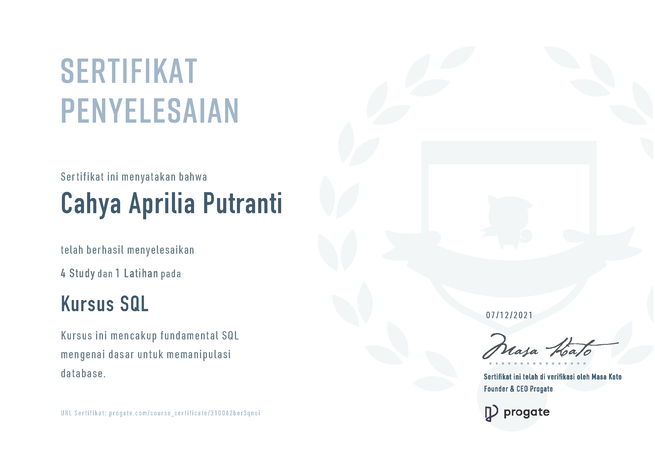 SERTIFIKAT
PENYELESAIAN
Sertifikat ini menyatakan bahwa
Cahya Aprilia Putranti
telah berhasil menyelesaikan
4 Study dan 1 Latihan pada
Kursus SQL
Kursus ini mencakup fundamental SQL
mengenai dasar untuk memanipulasi
database.
URL Sertifikat: progate.com/course_certificate/
07/12/2021
Masa Kato
Sertifikat ini telah di verifikasi oleh Masa Kato
Founder & CEO Progate
progate